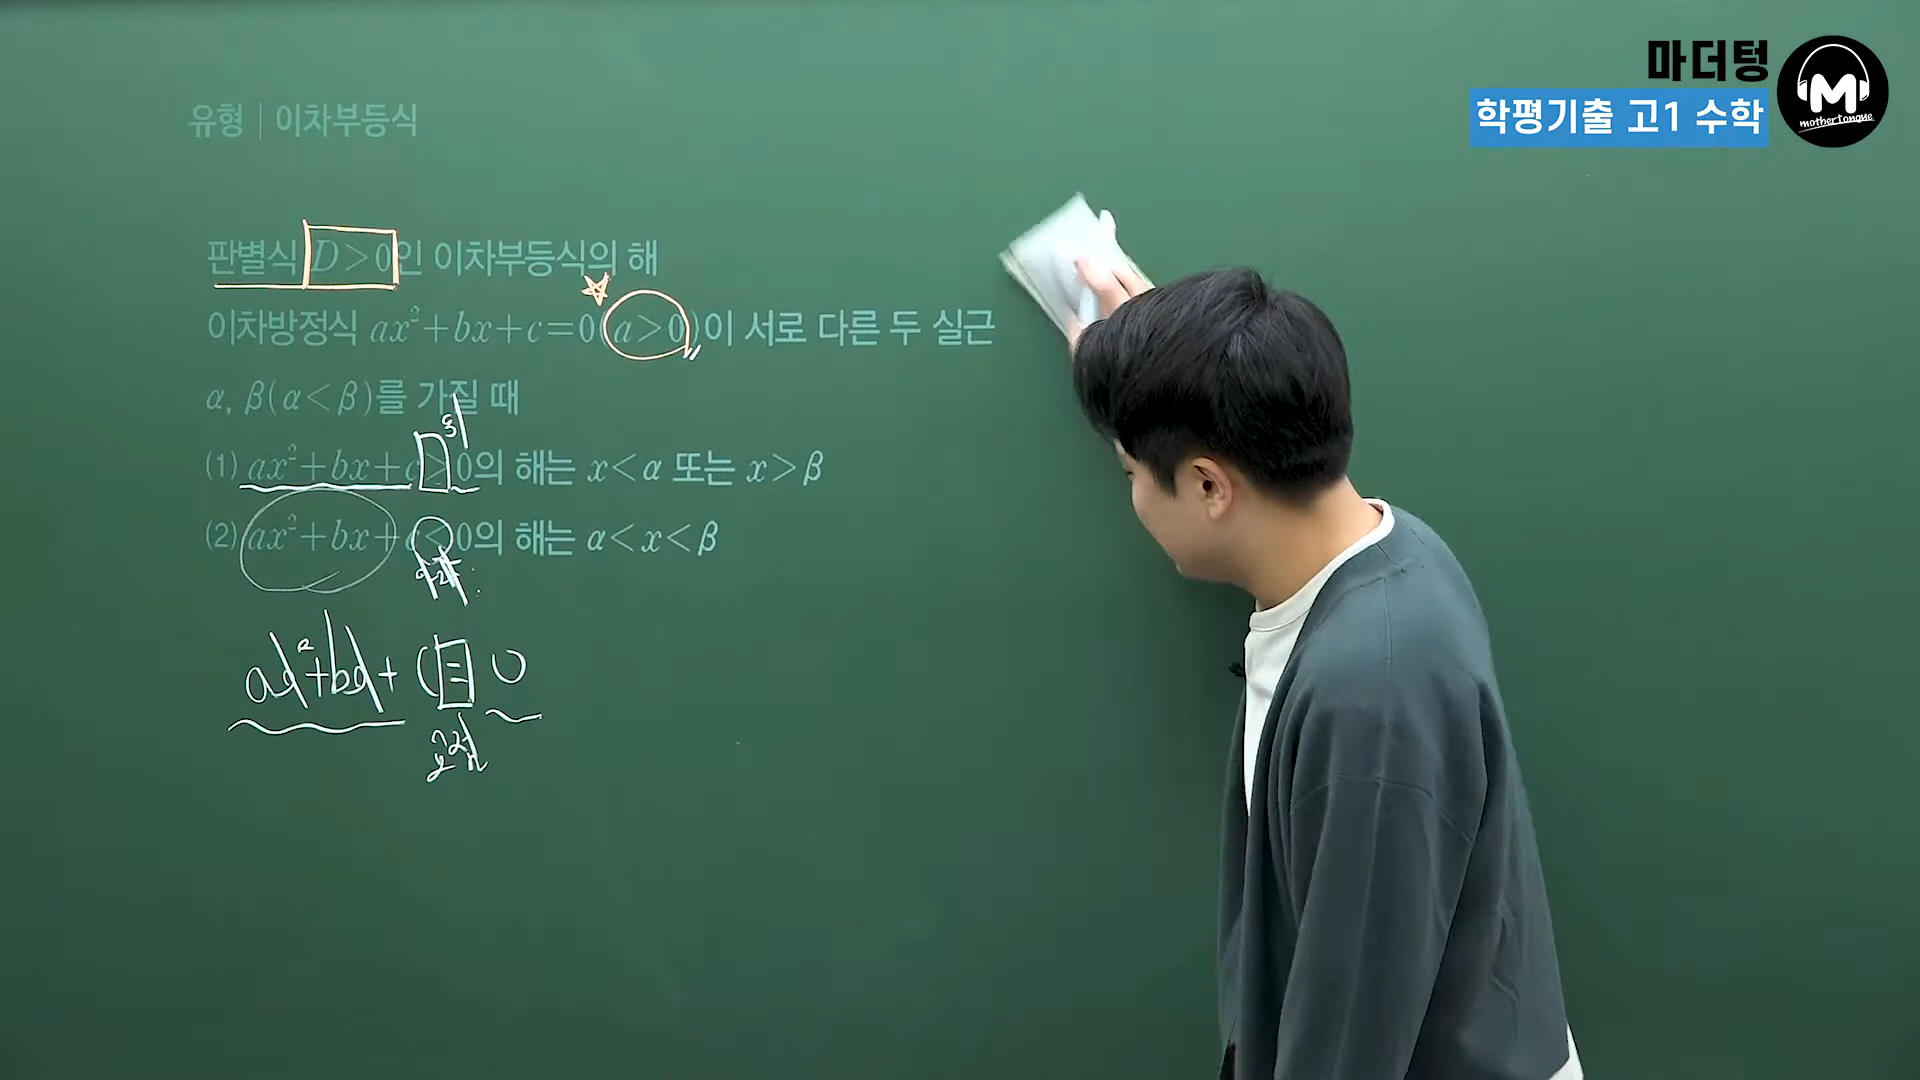 마더텅
학평기출 고1 수학
M
mothertongue
유형 | 이차부등식
판별식 D>0인 이차부등식의 해
이차방정식 ax²+bx+c=0(a>0)이 서로 다른 두 실근
α, β(α<β)를 가질 때
(1) ax²+bx+c>0의 해는 x<α 또는 x>β
(2) ax²+bx+c<0의 해는 α<x<β